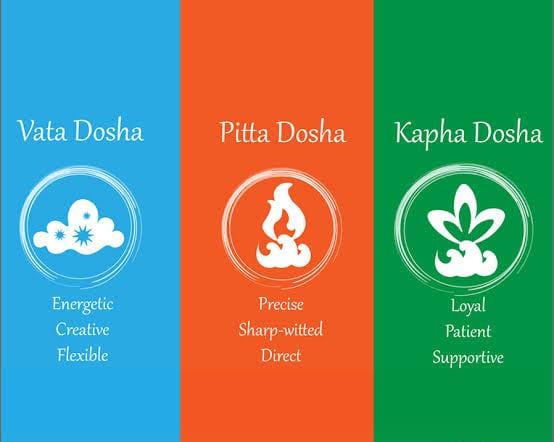 Vata Dosha
Energetic
Creative
Flexible
Pitta Dosha
Precise
Sharp-witted
Direct
Kapha Dosha
Loyal
Patient
Supportive